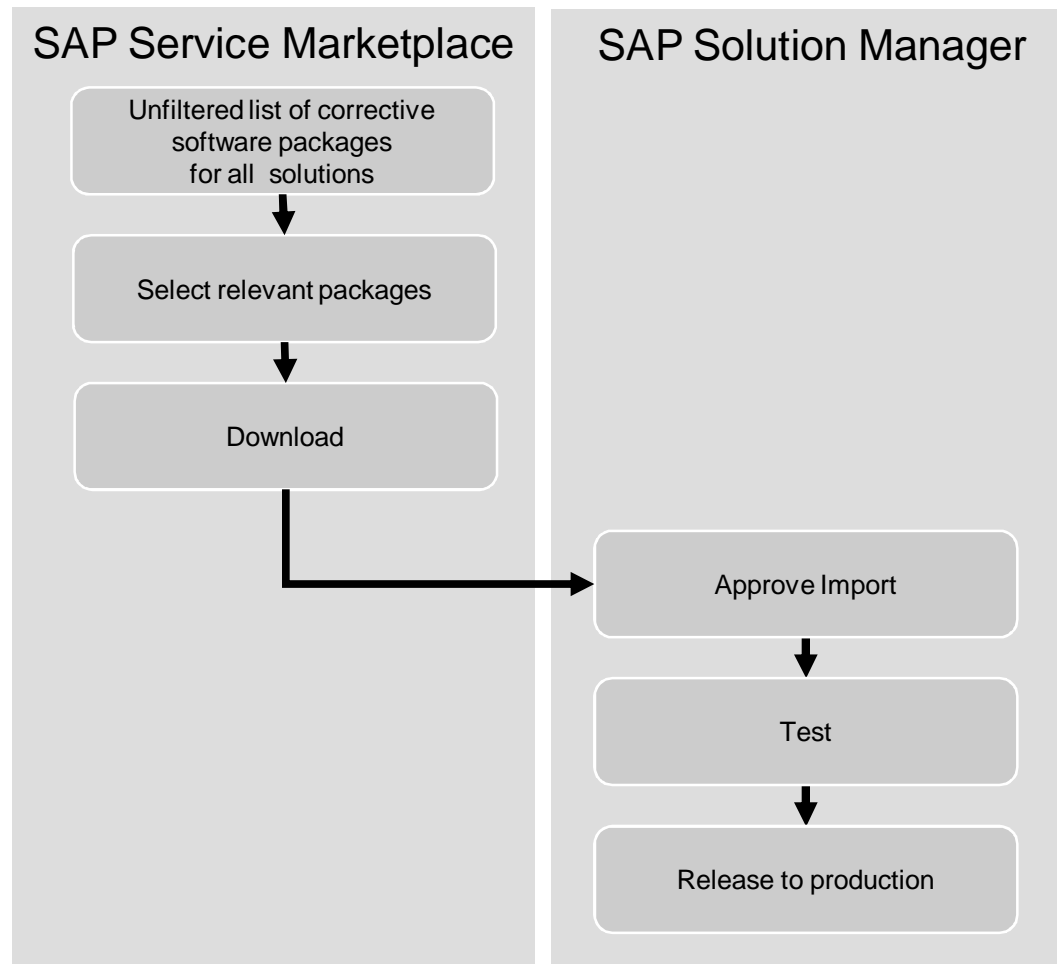 SAP Service Marketplace
SAP Solution Manager
Unfiltered list of corrective
software packages
for all solutions
Select relevant packages
Download
Approve Import
Test
Release to production